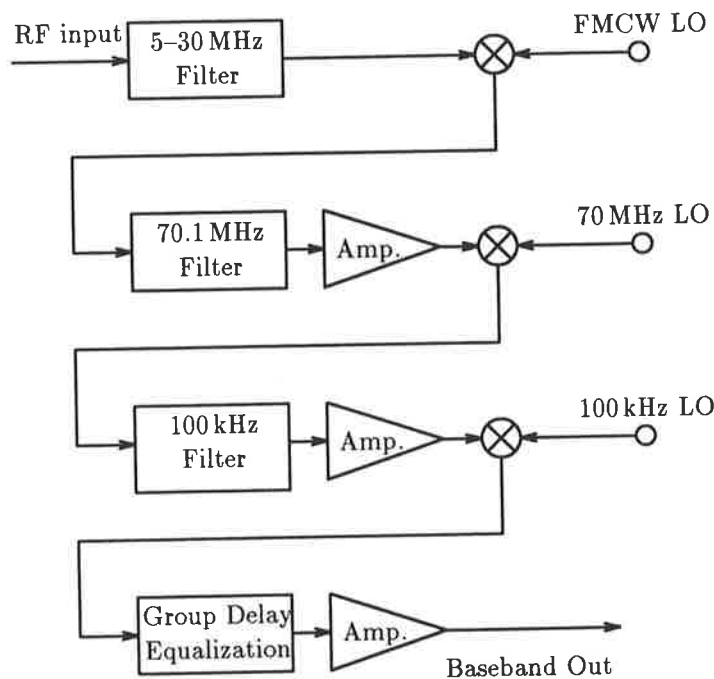 RF input
5–30 MHz
Filter
FMCW LO
70.1 MHz
Filter
Amp.
70 MHz LO
100 kHz
Filter
Amp.
100 kHz LO
Group Delay
Equalization
Amp.
Baseband Out